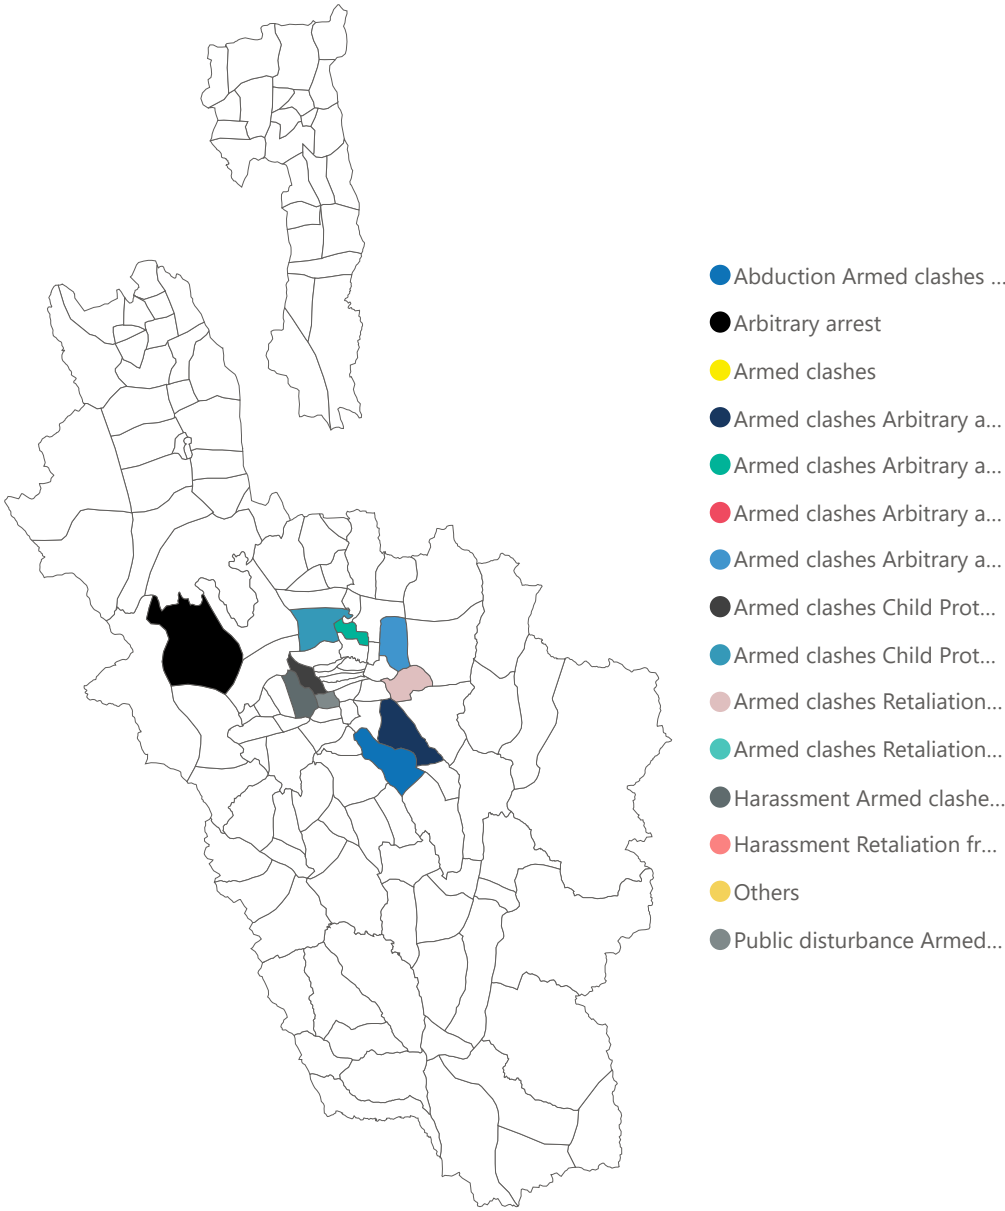 Abduction Armed clashes ...
Arbitrary arrest
Armed clashes
Armed clashes Arbitrary a...
Armed clashes Arbitrary a...
Armed clashes Arbitrary a...
Armed clashes Arbitrary a...
Armed clashes Child Prot...
Armed clashes Child Prot...
Armed clashes Retaliation...
Armed clashes Retaliation...
Harassment Armed clashe...
Harassment Retaliation fr...
Others
Public disturbance Armed...